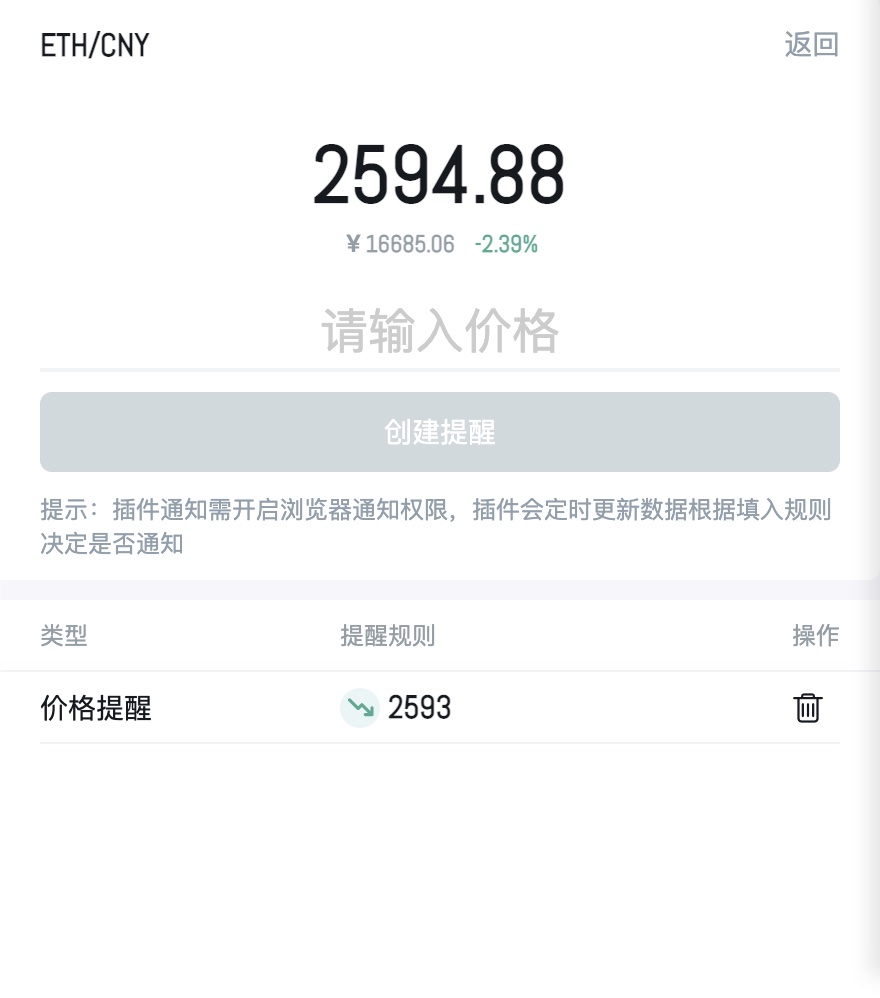 ETH/CNY 返回
2594.88
¥ 16685.06 -2.39%
请输入价格
创建提醒
提示：插件通知需开启浏览器通知权限，插件会定时更新数据根据填入规则
决定是否通知
类型 提醒规则 操作
价格提醒 2593